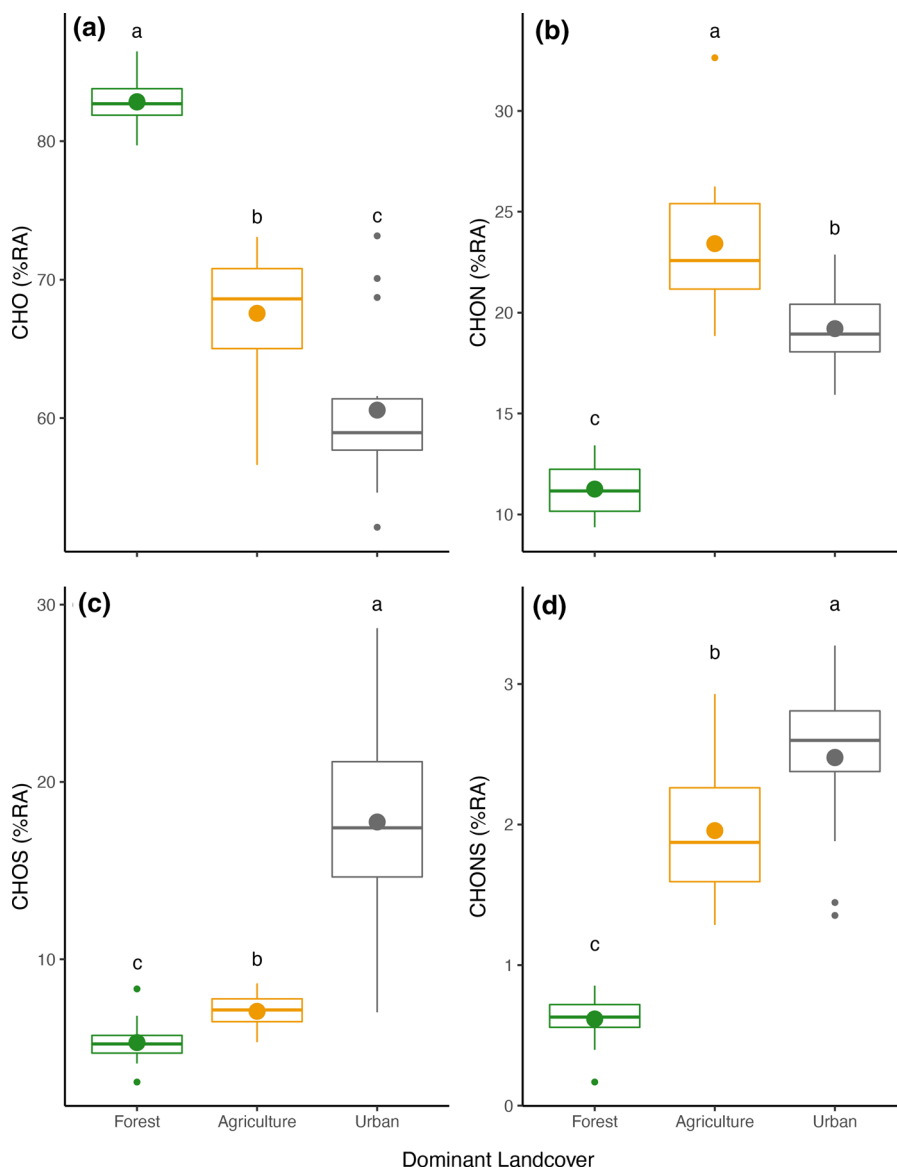 (a)
a
b
c
CHO (%RA)
80
70
60
(b)
a
b
c
CHON (%RA)
30
25
20
15
10
(c)
a
b
c
CHOS (%RA)
30
20
10
Forest
Agriculture
Urban
(d)
a
b
c
CHONS (%RA)
3
2
1
0
Forest
Agriculture
Urban
Dominant Landcover